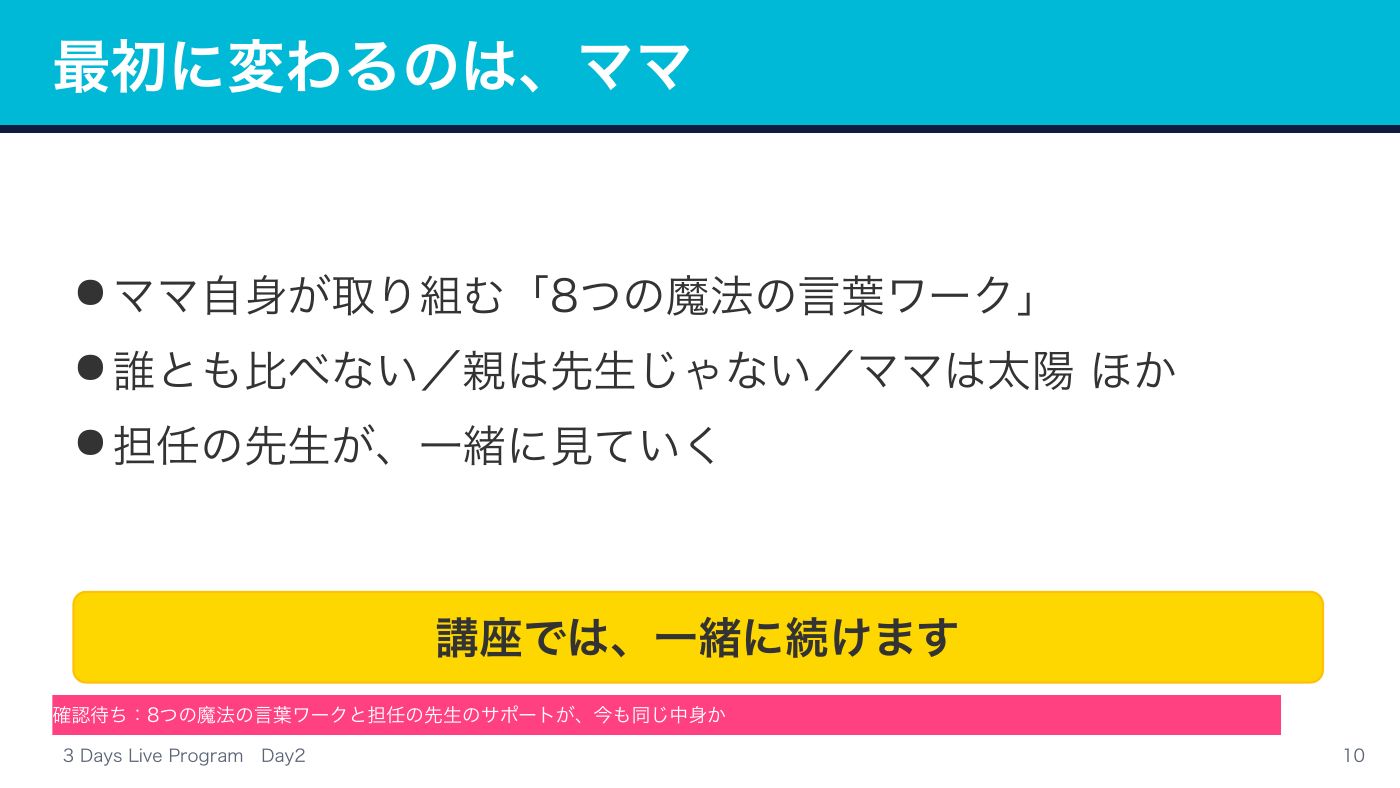 最初に変わるのは、ママ
●ママ自身が取り組む「8つの魔法の言葉ワーク」
●誰とも比べない／親は先生じゃない／ママは太陽 ほか
●担任の先生が、一緒に見ていく
講座では、一緒に続けます
確認待ち：8つの魔法の言葉ワークと担任の先生のサポートが、今も同じ中身か
3 Days Live Program　Day2
10